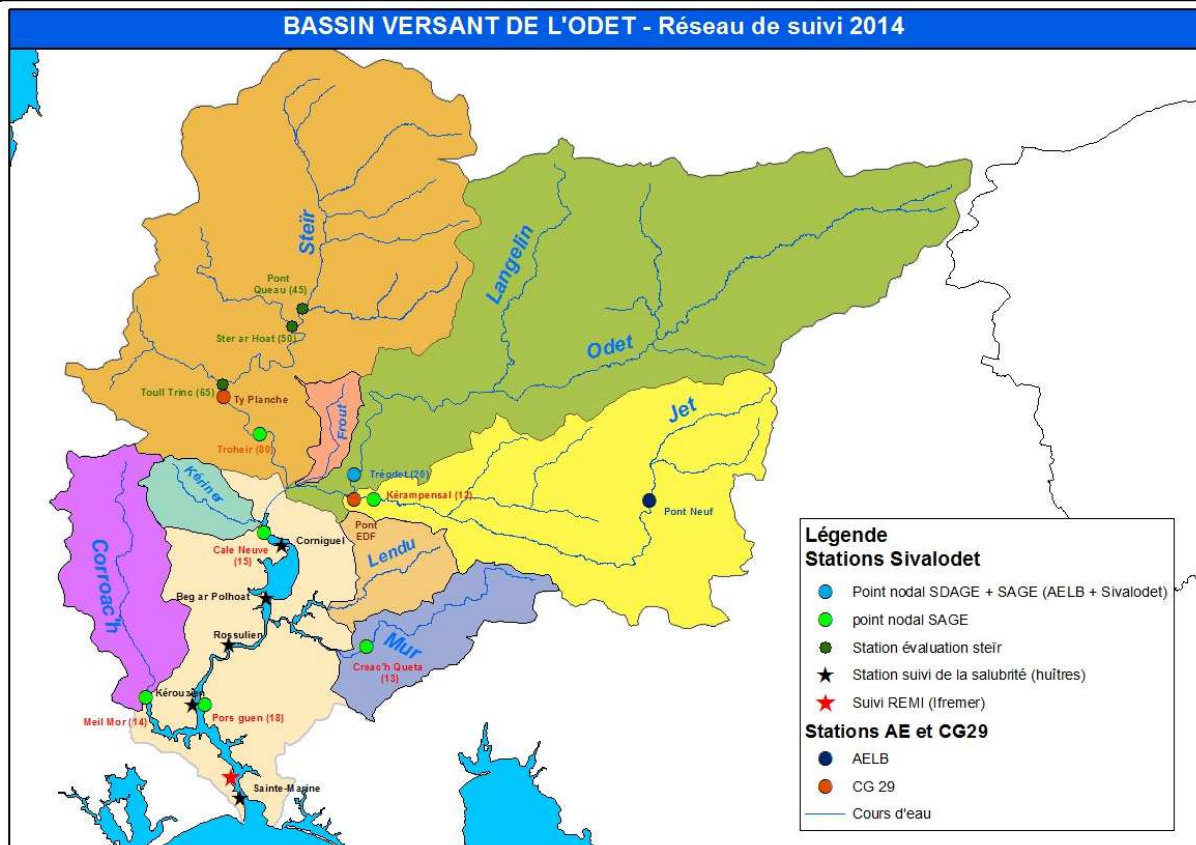 BASSIN VERSANT DE L'ODET - Réseau de suivi 2014
Steïr
Langelin
Pont
Queau (45)
Ster ar Hoat (50)
Odet
Toull Trinc (65)
Ty Planche
Frout
Jet
Troheir (80)
Kériner
Tréodet (20)
Kérampensal (12)
Pont Neuf
Pont
EDF
Corroac'h
Cale Neuve
(15)
Corniguel
Lendu
Beg ar Polhoat
Rossulien
Mur
Creac'h Queta
(13)
Kérouzien
Meil Mor (14)
Pors guen (18)
Sainte-Marine
Légende
Stations Sivalodet
Point nodal SDAGE + SAGE (AELB + Sivalodet)
point nodal SAGE
Station évaluation steïr
Station suivi de la salubrité (huîtres)
Suivi REMI (Ifremer)
Stations AE et CG29
AELB
CG 29
Cours d'eau